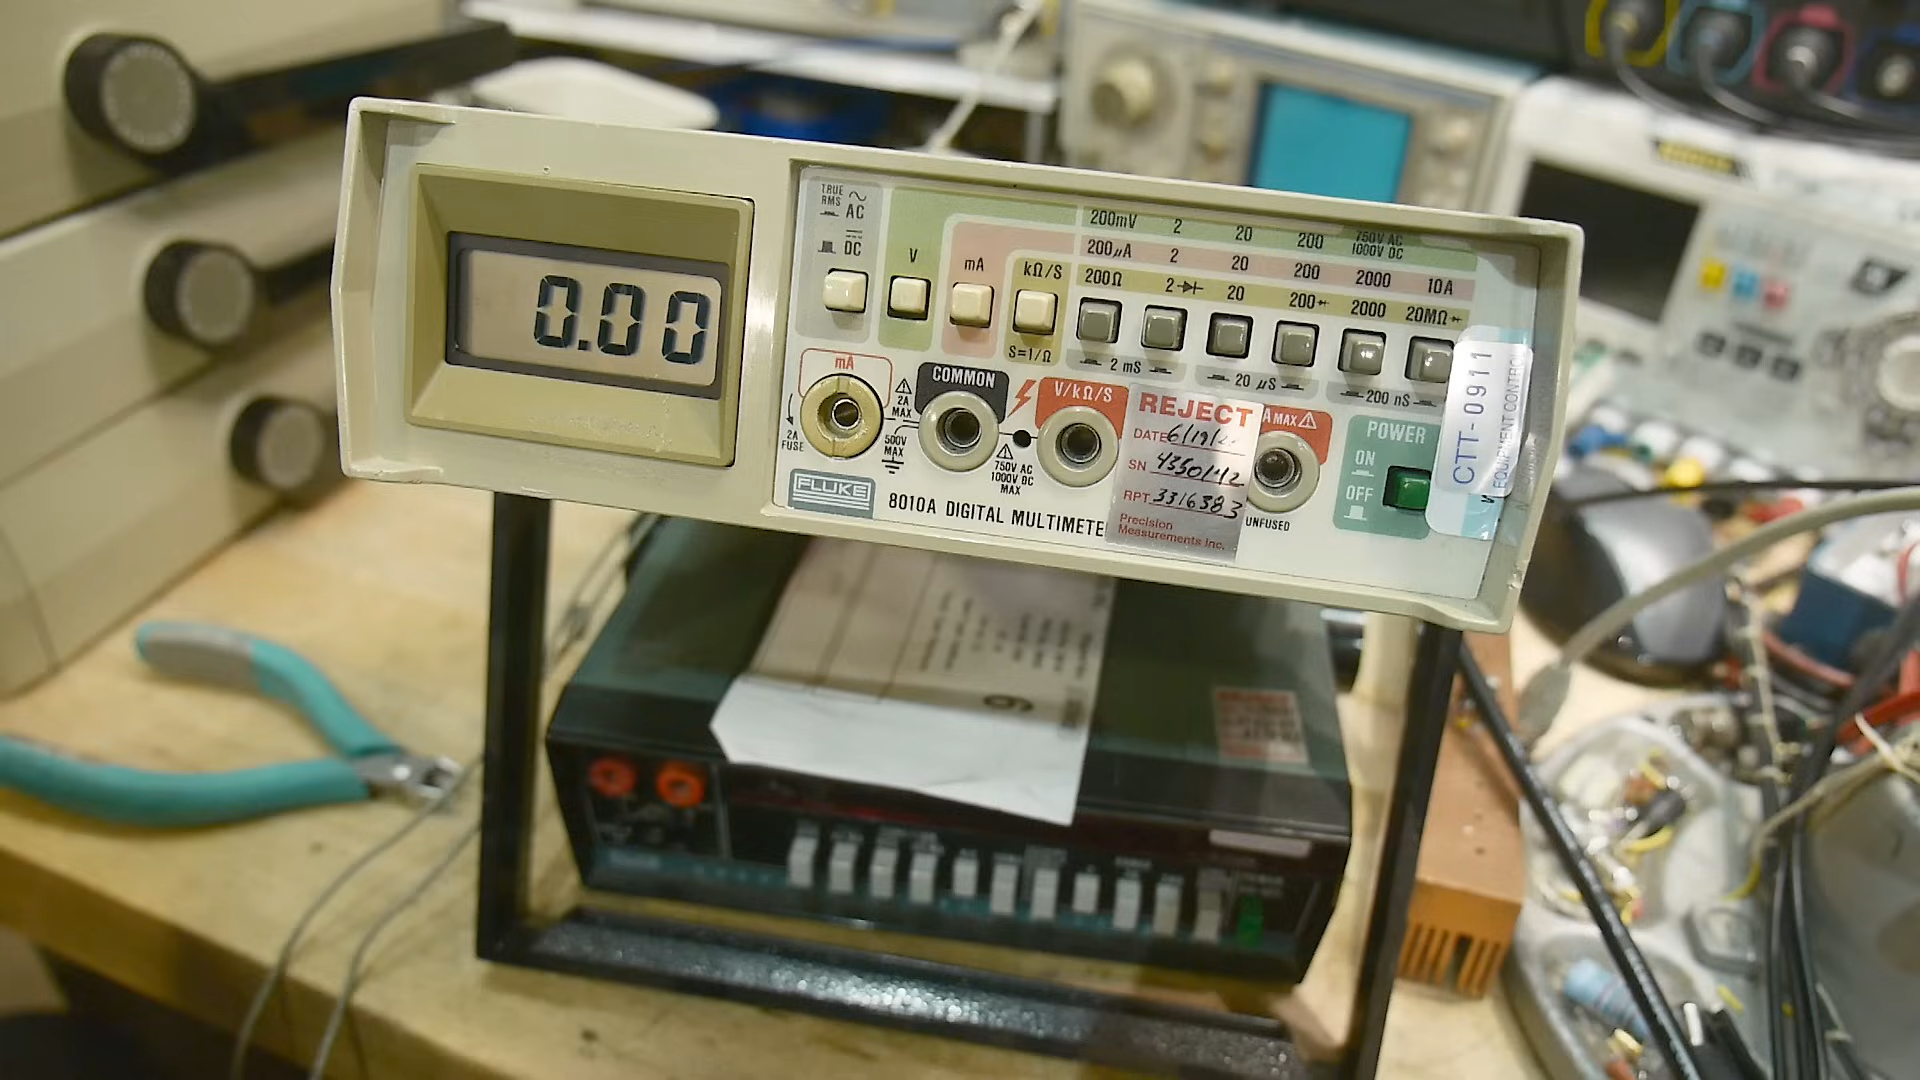 0.00
TRUE
RMS
AC
DC
V
mA
kΩ/S
S=1/Ω
200mV 2 20 200 750V AC
1000V DC
200µA 2 20 200 2000 10A
200Ω 2 20 200 2000 20MΩ
2 mS
20 µS
200 nS
mA
2A
MAX
2A
FUSE
500V
MAX
COMMON
750V AC
1000V DC
MAX
V/kΩ/S
REJECT
DATE 6/19/
SN 4350142
RPT 3316383
Precision
Measurements Inc.
A MAX
UNFUSED
POWER
ON
OFF
CTT-0911
EQUIPMENT CONTROL
FLUKE
8010A DIGITAL MULTIMETE
9